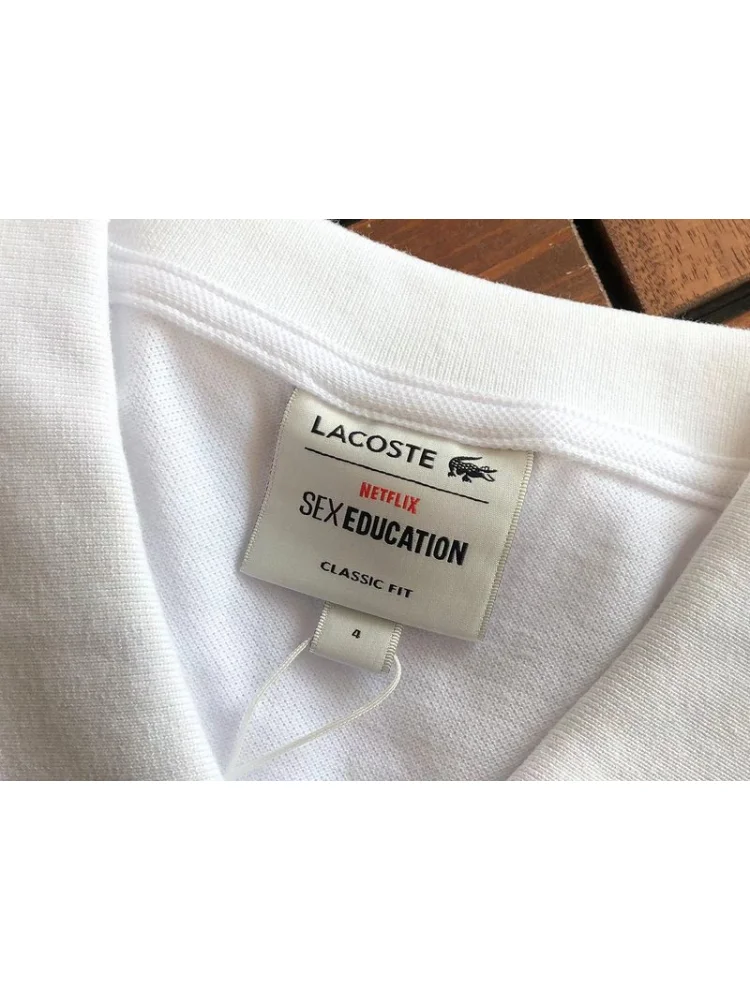 LACOSTE
NETFLIX
SEX EDUCATION
CLASSIC FIT
4